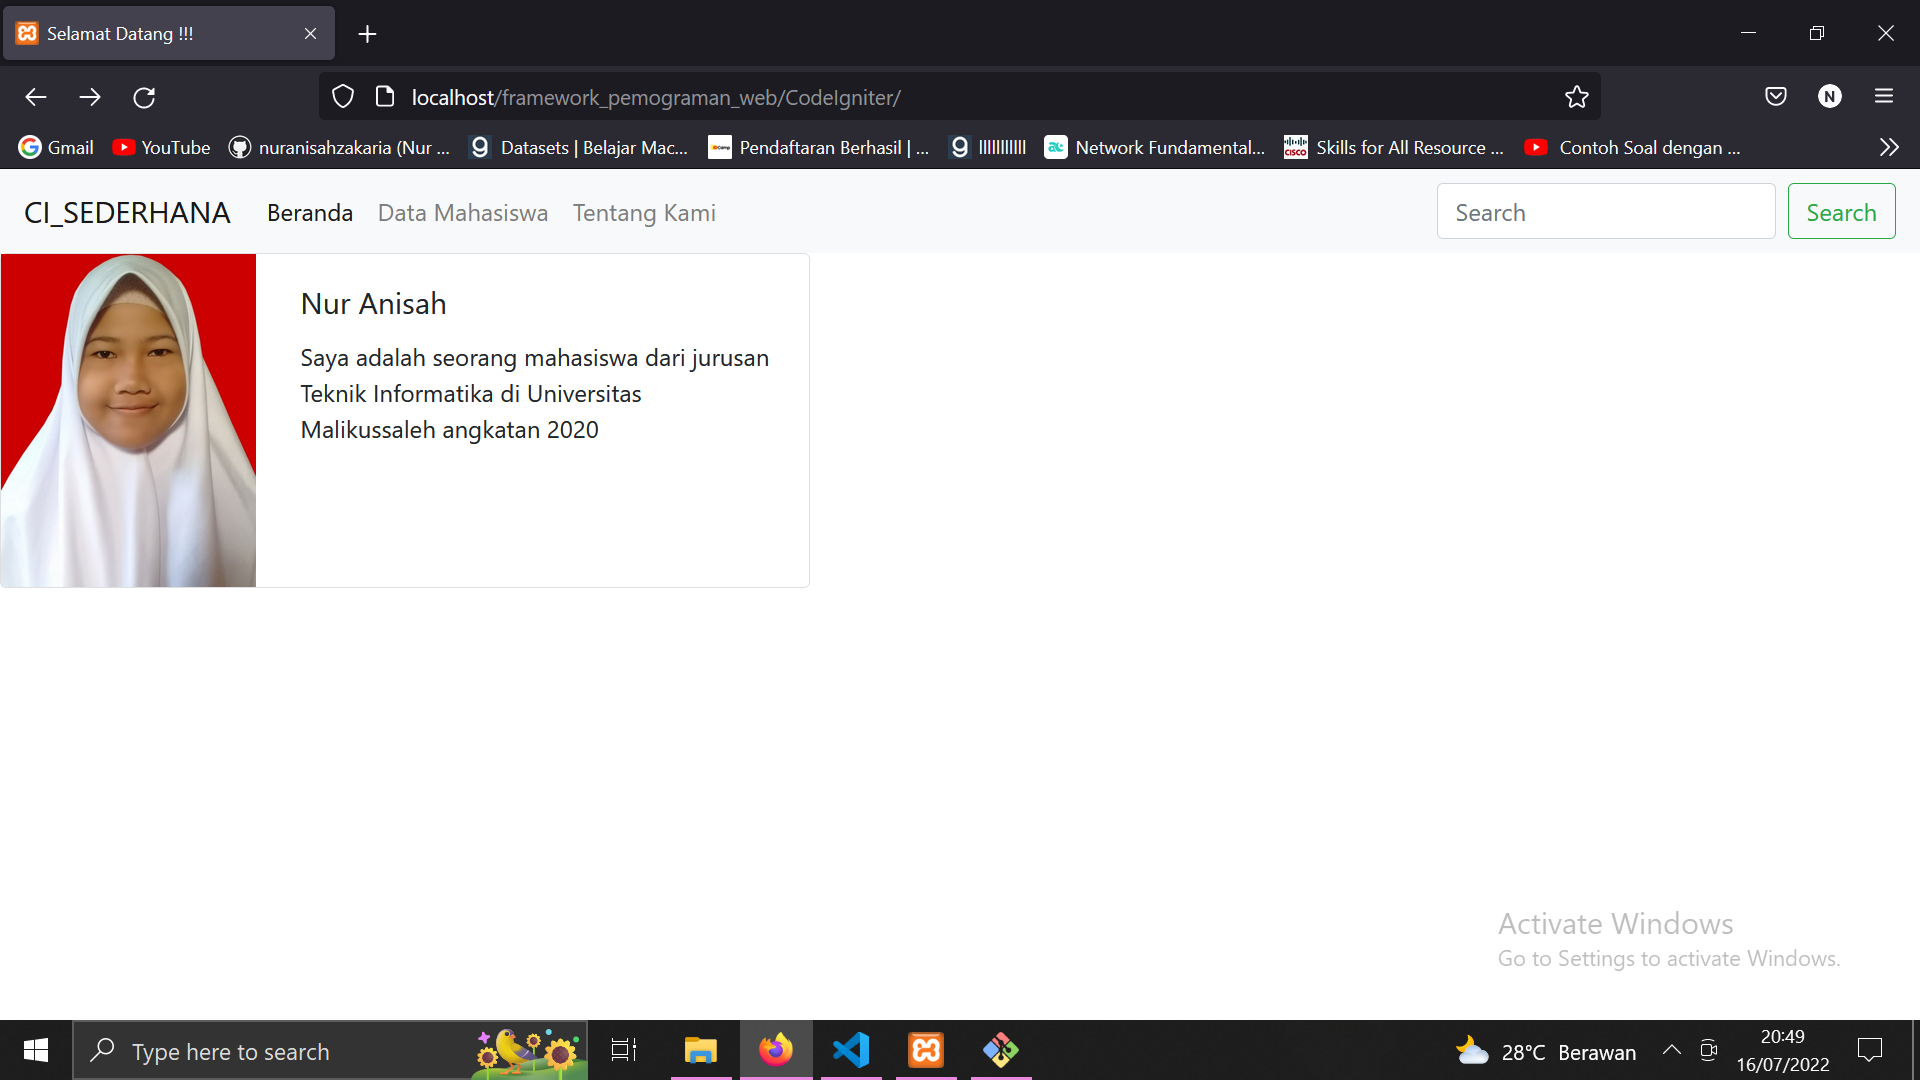 Selamat Datang !!!
localhost/framework_pemograman_web/CodeIgniter/
N
Gmail YouTube nuranisahzakaria (Nur ... Datasets | Belajar Mac... Pendaftaran Berhasil | ... llllllllllll Network Fundamental... Skills for All Resource ... Contoh Soal dengan ...
CI_SEDERHANA Beranda Data Mahasiswa Tentang Kami Search Search
Nur Anisah
Saya adalah seorang mahasiswa dari jurusan
Teknik Informatika di Universitas
Malikussaleh angkatan 2020
Activate Windows
Go to Settings to activate Windows.
Type here to search
28°C Berawan
20:49
16/07/2022